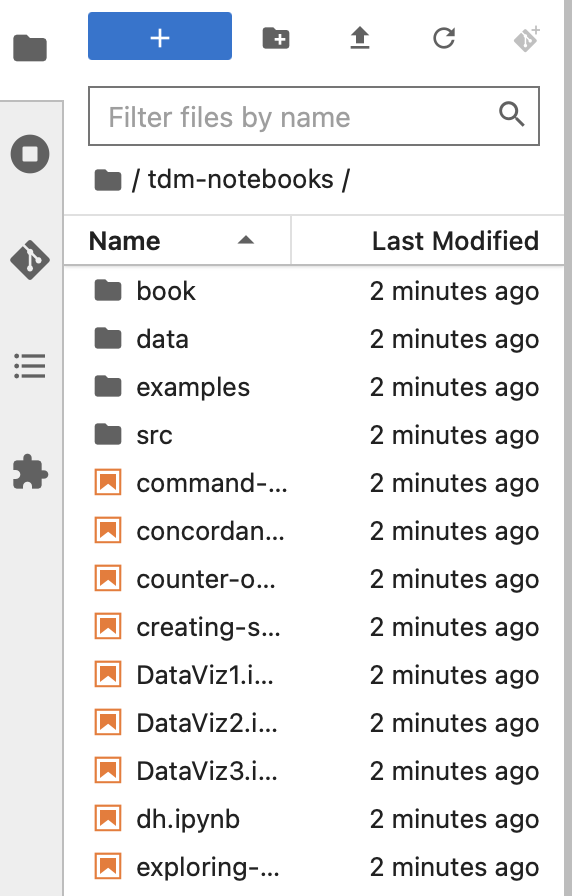 Filter files by name
/ tdm-notebooks /
Name Last Modified
book 2 minutes ago
data 2 minutes ago
examples 2 minutes ago
src 2 minutes ago
command-... 2 minutes ago
concordan... 2 minutes ago
counter-o... 2 minutes ago
creating-s... 2 minutes ago
DataViz1.i... 2 minutes ago
DataViz2.i... 2 minutes ago
DataViz3.i... 2 minutes ago
dh.ipynb 2 minutes ago
exploring-... 2 minutes ago